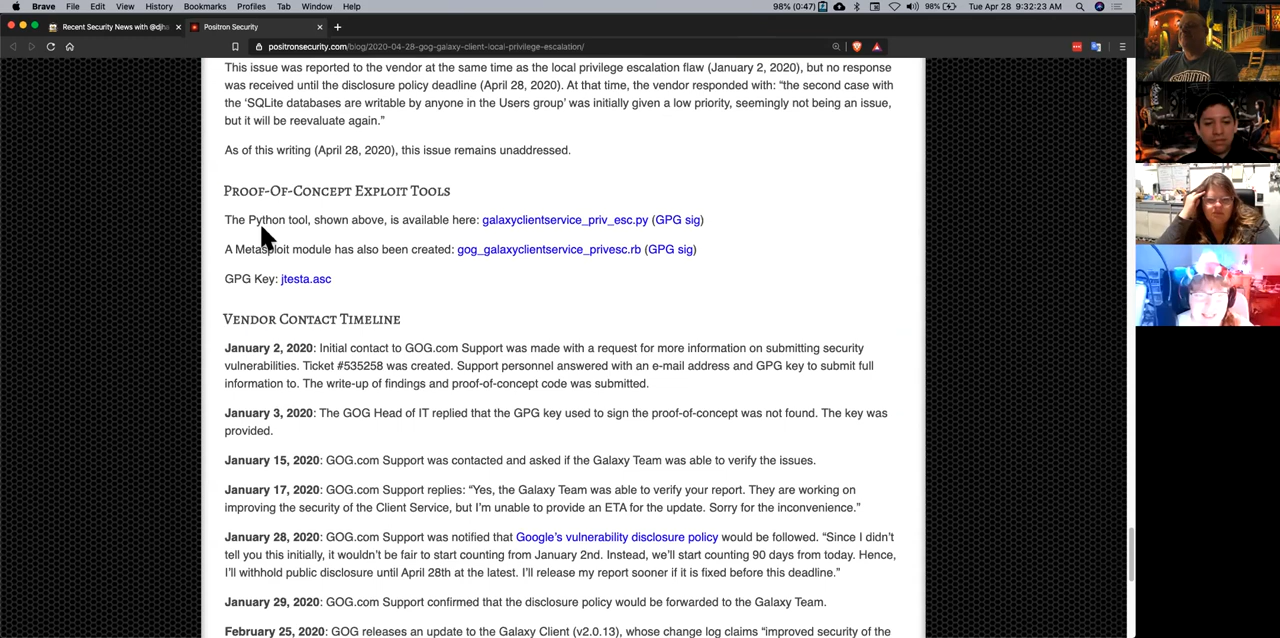 Brave File Edit View History Bookmarks Profiles Tab Window Help 98% (0:47) 98% Tue Apr 28 9:32:23 AM
Recent Security News with @djha Positron Security
positronsecurity.com/blog/2020-04-28-gog-galaxy-client-local-privilege-escalation/
This issue was reported to the vendor at the same time as the local privilege escalation flaw (January 2, 2020), but no response
was received until the disclosure policy deadline (April 28, 2020). At that time, the vendor responded with: “the second case with
the ‘SQLite databases are writable by anyone in the Users group’ was initially given a low priority, seemingly not being an issue,
but it will be reevaluate again.”
As of this writing (April 28, 2020), this issue remains unaddressed.
Proof-Of-Concept Exploit Tools
The Python tool, shown above, is available here: galaxyclientservice_priv_esc.py (GPG sig)
A Metasploit module has also been created: gog_galaxyclientservice_privesc.rb (GPG sig)
GPG Key: jtesta.asc
Vendor Contact Timeline
January 2, 2020: Initial contact to GOG.com Support was made with a request for more information on submitting security
vulnerabilities. Ticket #535258 was created. Support personnel answered with an e-mail address and GPG key to submit full
information to. The write-up of findings and proof-of-concept code was submitted.
January 3, 2020: The GOG Head of IT replied that the GPG key used to sign the proof-of-concept was not found. The key was
provided.
January 15, 2020: GOG.com Support was contacted and asked if the Galaxy Team was able to verify the issues.
January 17, 2020: GOG.com Support replies: “Yes, the Galaxy Team was able to verify your report. They are working on
improving the security of the Client Service, but I’m unable to provide an ETA for the update. Sorry for the inconvenience.”
January 28, 2020: GOG.com Support was notified that Google’s vulnerability disclosure policy would be followed. “Since I didn’t
tell you this initially, it wouldn’t be fair to start counting from January 2nd. Instead, we’ll start counting 90 days from today. Hence,
I’ll withhold public disclosure until April 28th at the latest. I’ll release my report sooner if it is fixed before this deadline.”
January 29, 2020: GOG.com Support confirmed that the disclosure policy would be forwarded to the Galaxy Team.
February 25, 2020: GOG releases an update to the Galaxy Client (v2.0.13), whose change log claims “improved security of the